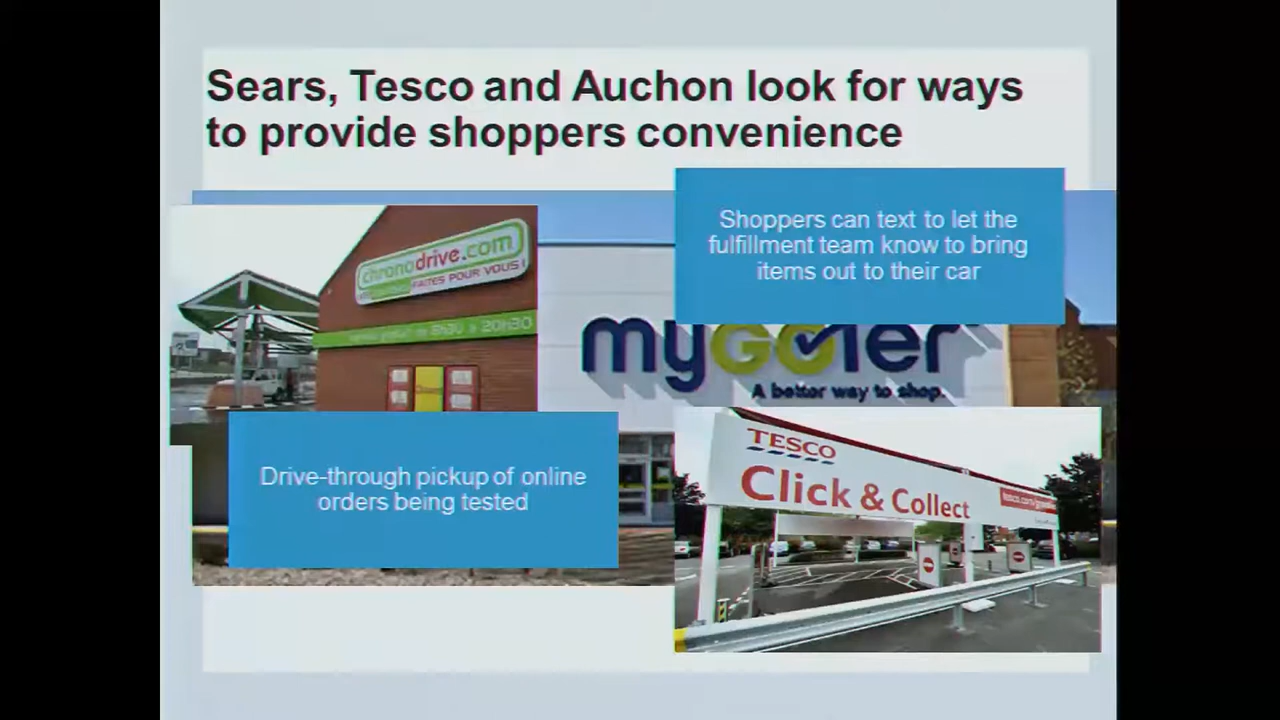 Sears, Tesco and Auchon look for ways
to provide shoppers convenience
Shoppers can text to let the
fulfillment team know to bring
items out to their car
chronodrive.com
FAITES POUR VOUS !
8h30 à 20h30
myGOfer
A better way to shop.
Drive-through pickup of online
orders being tested
TESCO
Click & Collect